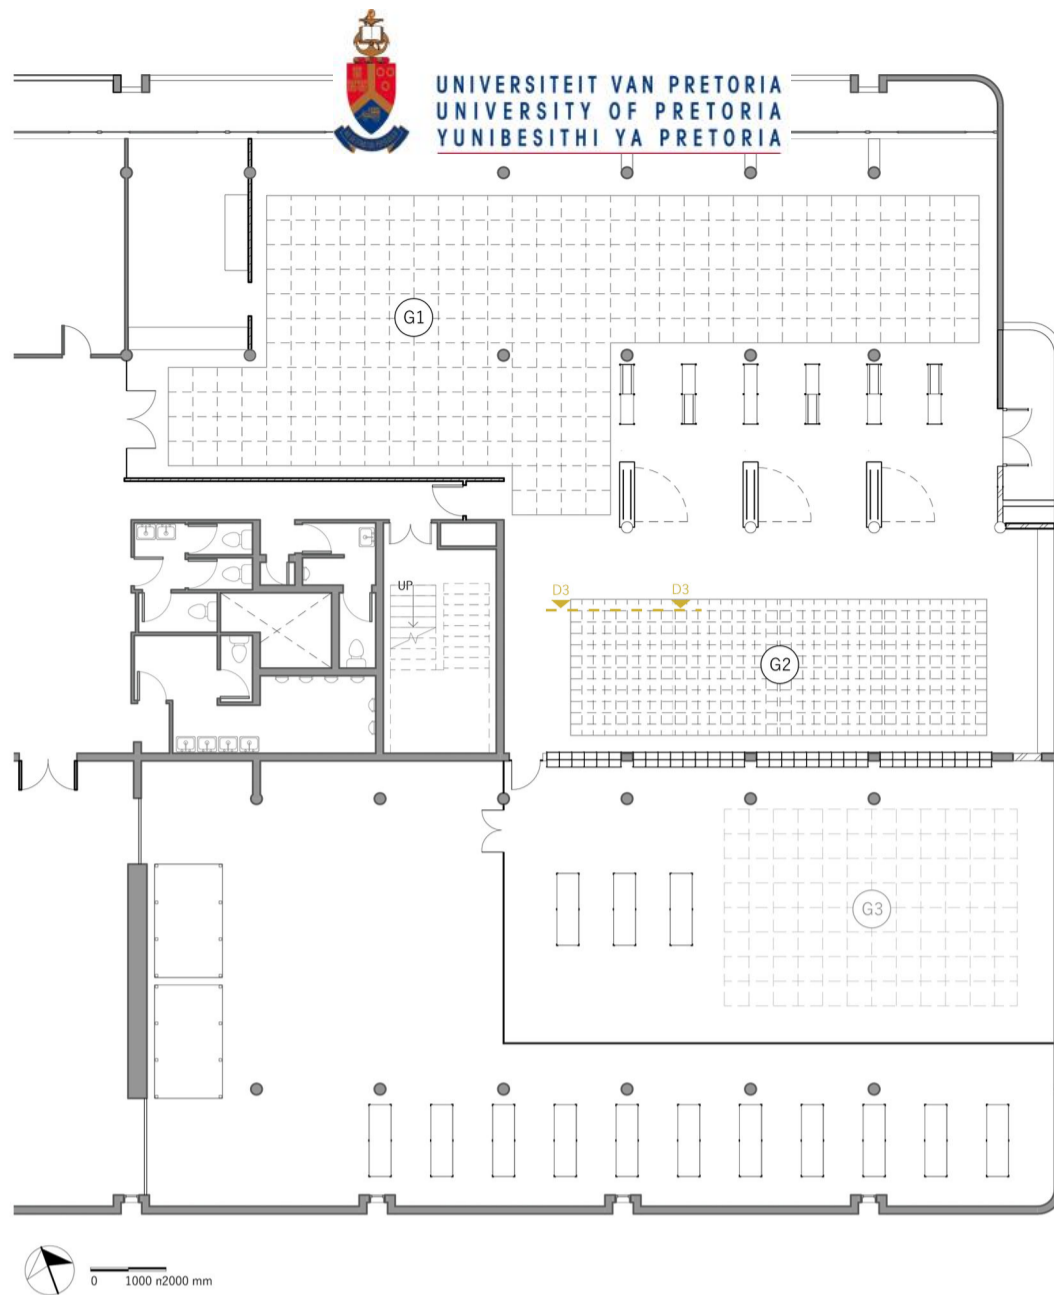 UNIVERSITEIT VAN PRETORIA
UNIVERSITY OF PRETORIA
YUNIBESITHI YA PRETORIA
G1
UP
D3 D3
G2
G3
0 1000 n2000 mm